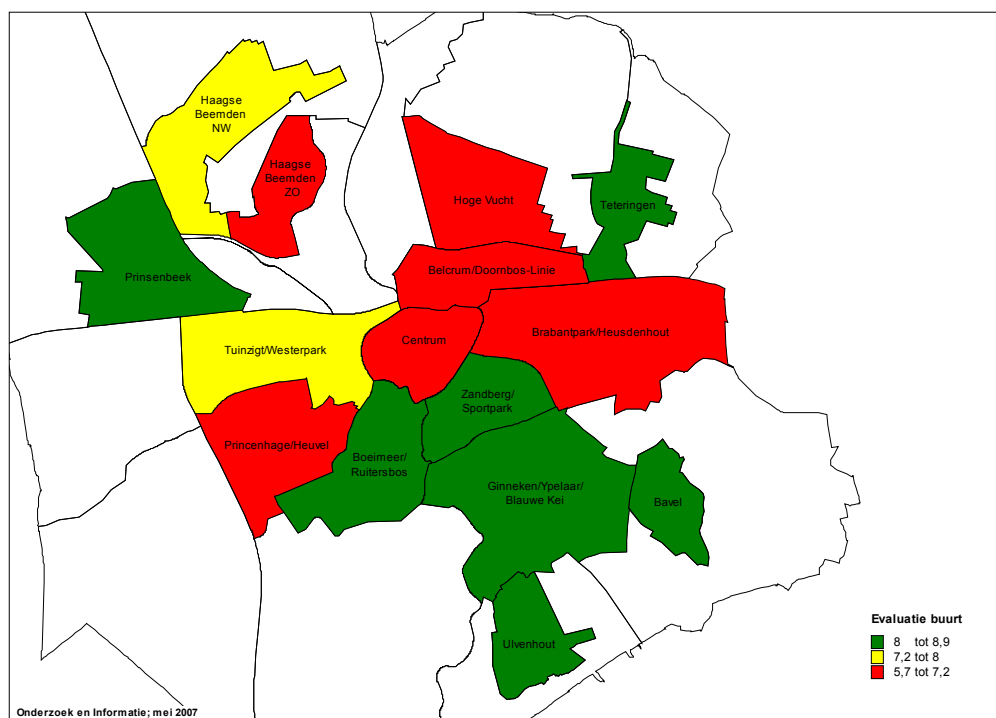 Haagse
Beemden
NW
Haagse
Beemden
ZO
Hoge Vucht
Teteringen
Prinsenbeek
Belcrum/Doornbos-Linie
Tuinzigt/Westerpark
Centrum
Brabantpark/Heusdenhout
Zandberg/
Sportpark
Princenhage/Heuvel
Boeimeer/
Ruitersbos
Ginneken/Ypelaar/
Blauwe Kei
Bavel
Ulvenhout
Evaluatie buurt
8 tot 8,9
7,2 tot 8
5,7 tot 7,2
Onderzoek en Informatie; mei 2007